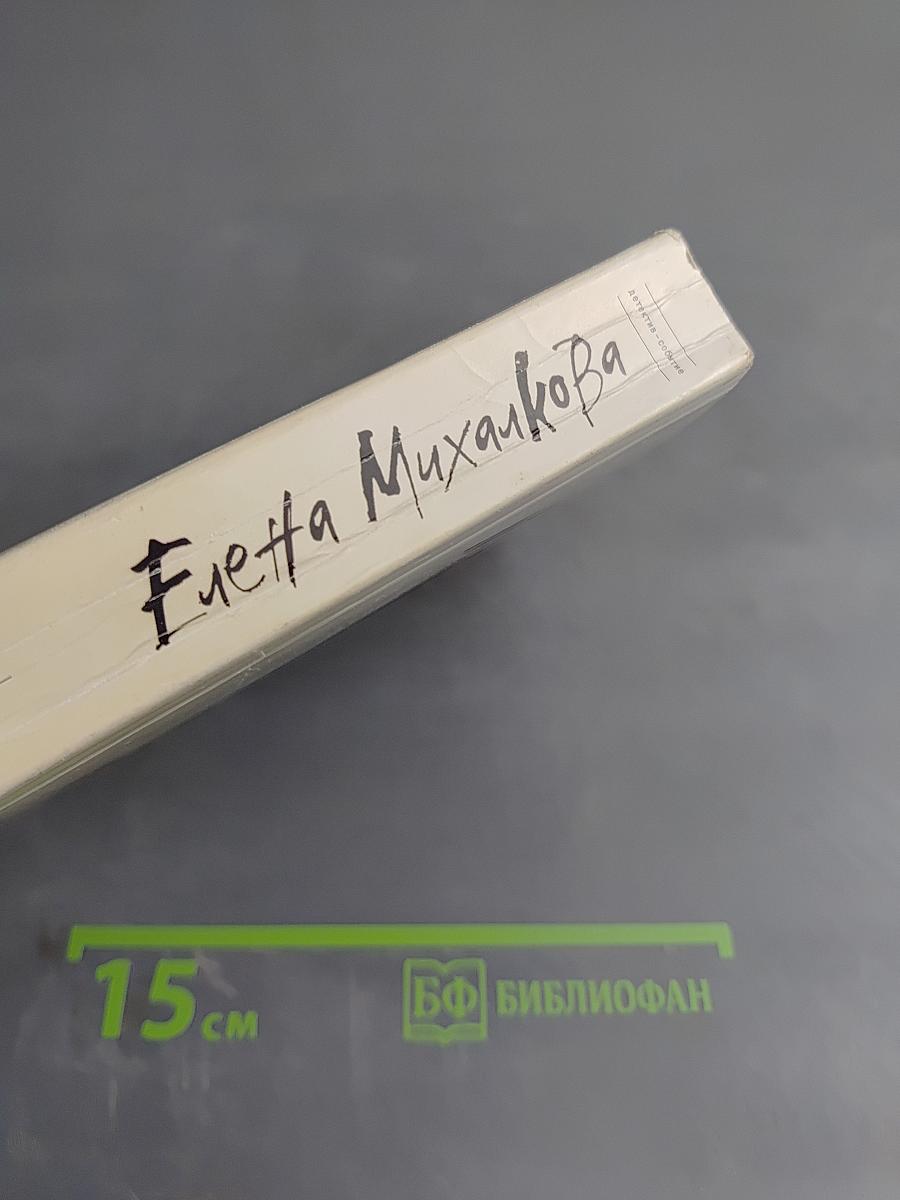 детектив-событие
Елена Михалкова
15 см
БФ БИБЛИОФАН